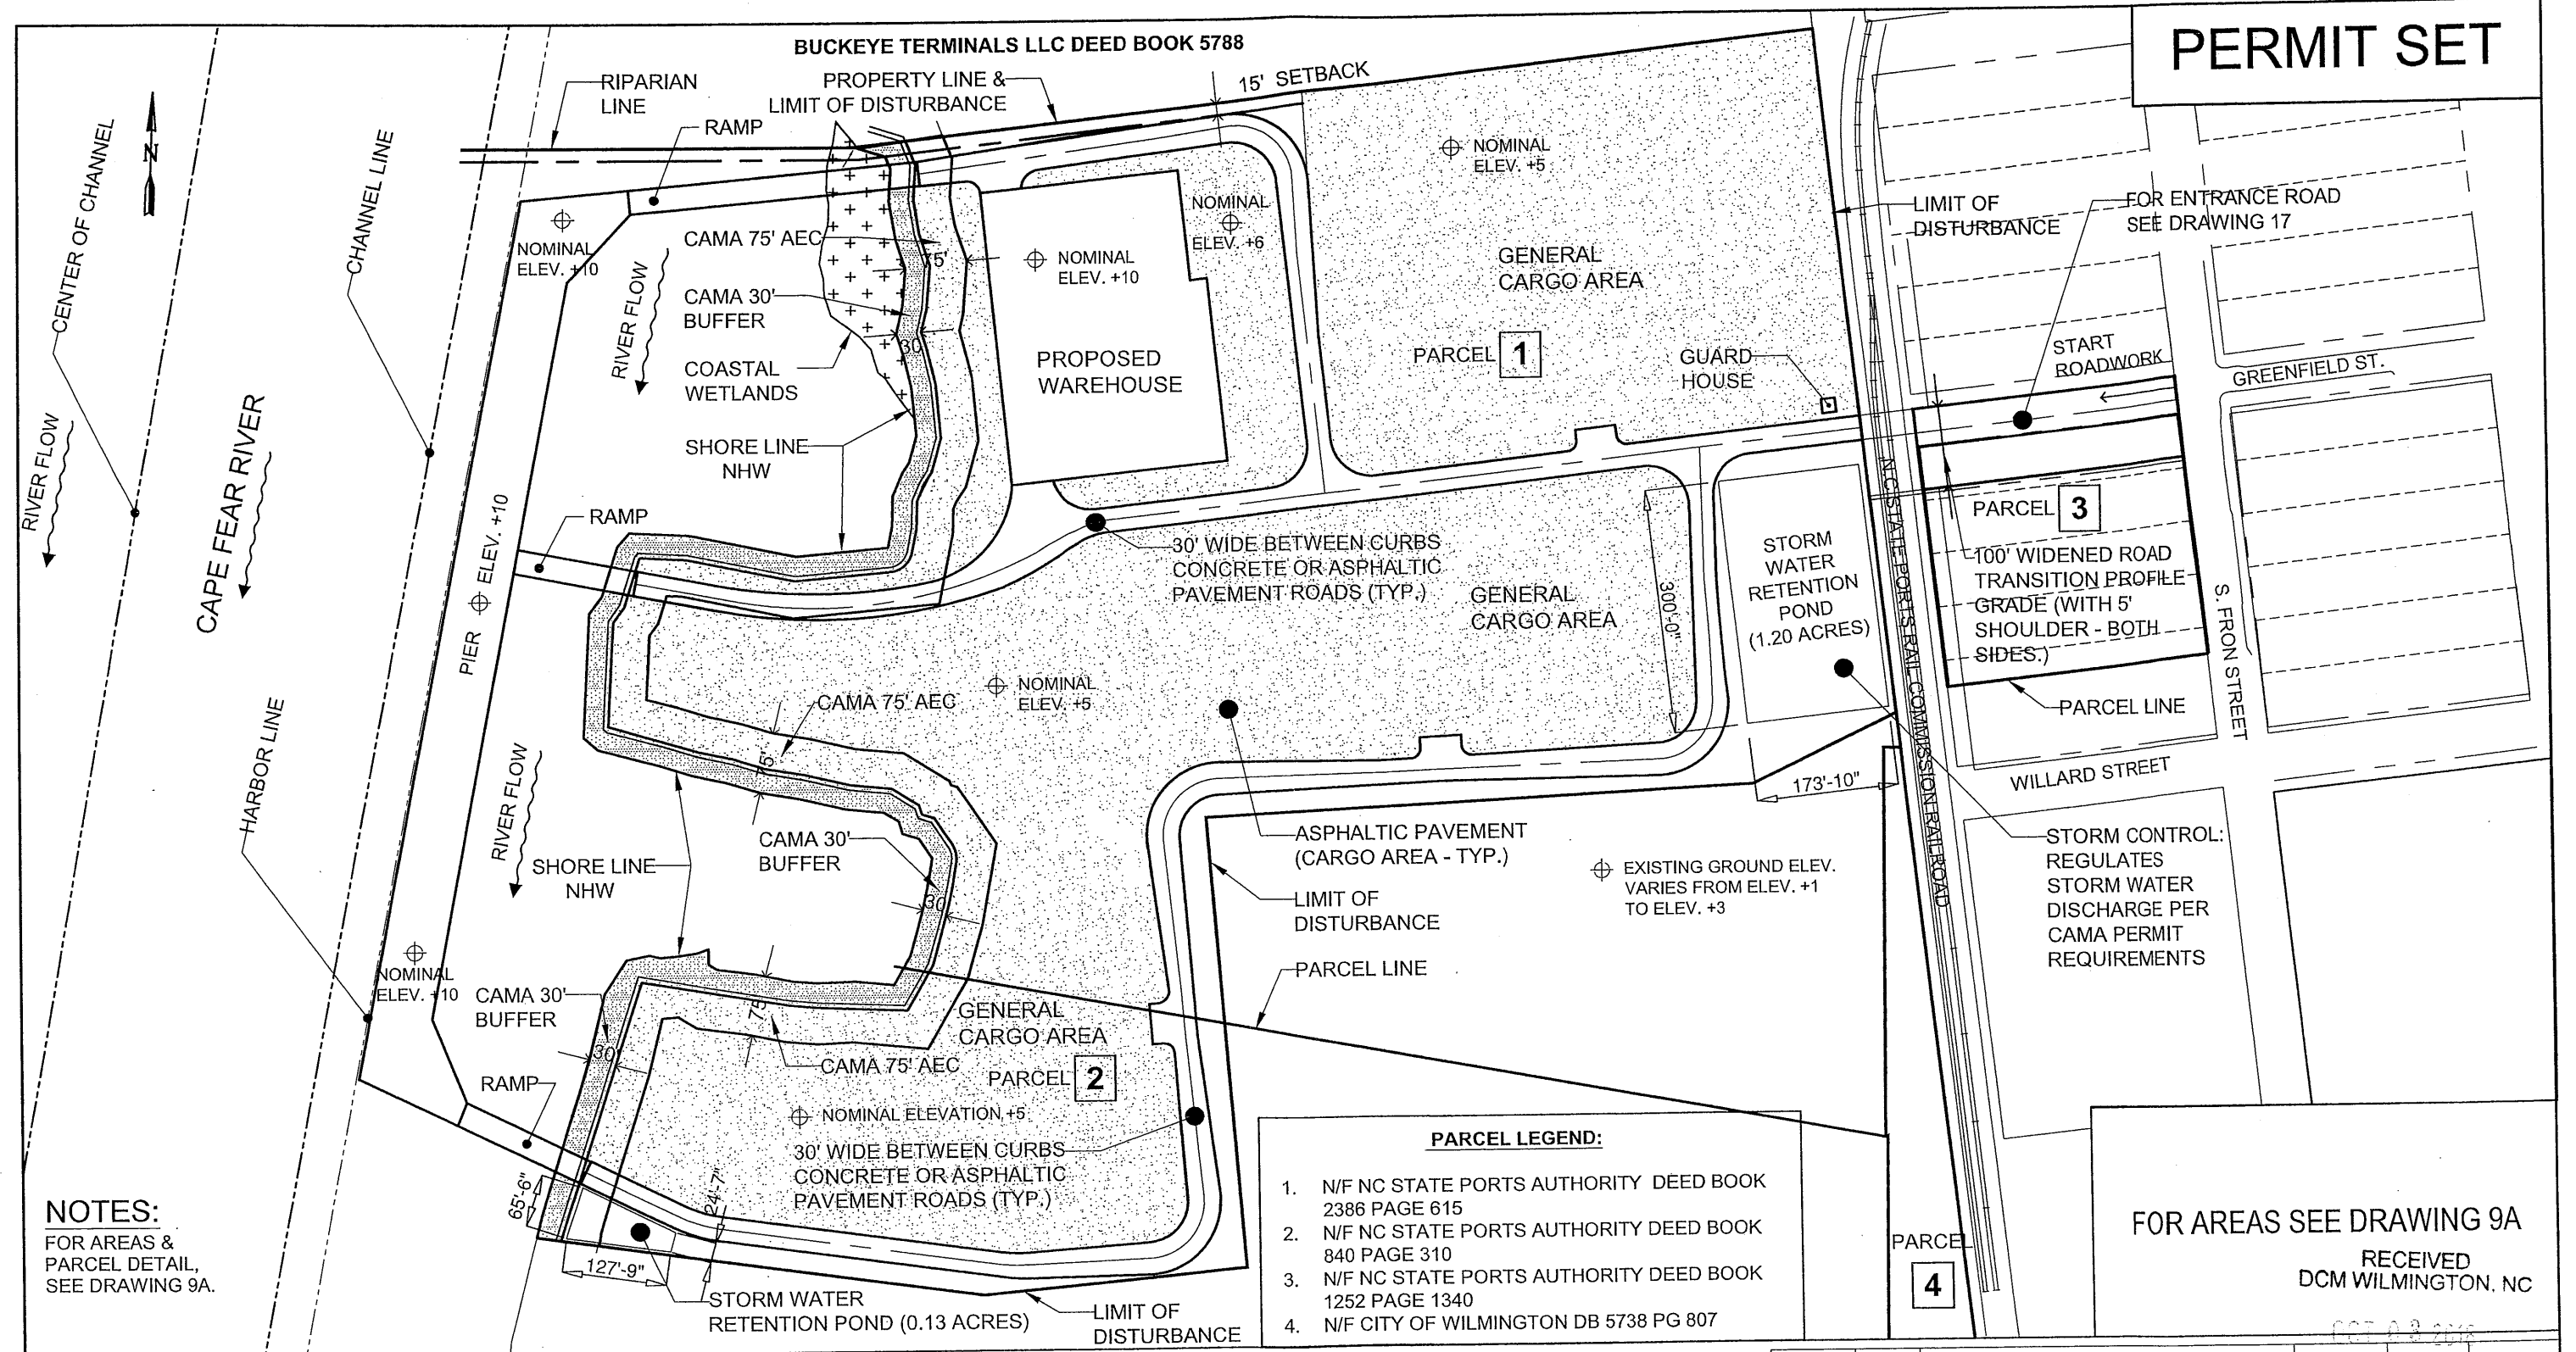 PERMIT SET
BUCKEYE TERMINALS LLC DEED BOOK 5788
RIPARIAN
LINE
PROPERTY LINE &
LIMIT OF DISTURBANCE
15' SETBACK
RAMP
N
CENTER OF CHANNEL
CHANNEL LINE
NOMINAL
ELEV. +10
RIVER FLOW
CAMA 75' AEC
75'
CAMA 30'
BUFFER
30'
COASTAL
WETLANDS
SHORE LINE
NHW
NOMINAL
ELEV. +10
PROPOSED
WAREHOUSE
NOMINAL
ELEV. +6
NOMINAL
ELEV. +5
GENERAL
CARGO AREA
PARCEL 1
GUARD
HOUSE
LIMIT OF
DISTURBANCE
FOR ENTRANCE ROAD
SEE DRAWING 17
START
ROADWORK
GREENFIELD ST.
RIVER FLOW
CAPE FEAR RIVER
PIER ELEV. +10
RAMP
30' WIDE BETWEEN CURBS
CONCRETE OR ASPHALTIC
PAVEMENT ROADS (TYP.)
GENERAL
CARGO AREA
300'-0"
STORM
WATER
RETENTION
POND
(1.20 ACRES)
N.C. STATE PORTS RAIL COMMISSION RAILROAD
PARCEL 3
100' WIDENED ROAD
TRANSITION PROFILE
GRADE (WITH 5'
SHOULDER - BOTH
SIDES.)
S. FRON STREET
PARCEL LINE
WILLARD STREET
173'-10"
NOMINAL
ELEV. +5
CAMA 75' AEC
75'
HARBOR LINE
RIVER FLOW
SHORE LINE
NHW
CAMA 30'
BUFFER
30'
ASPHALTIC PAVEMENT
(CARGO AREA - TYP.)
LIMIT OF
DISTURBANCE
EXISTING GROUND ELEV.
VARIES FROM ELEV. +1
TO ELEV. +3
STORM CONTROL:
REGULATES
STORM WATER
DISCHARGE PER
CAMA PERMIT
REQUIREMENTS
PARCEL LINE
NOMINAL
ELEV. +10
CAMA 30'
BUFFER
30'
75'
CAMA 75' AEC
GENERAL
CARGO AREA
PARCEL 2
RAMP
NOMINAL ELEVATION +5
30' WIDE BETWEEN CURBS
CONCRETE OR ASPHALTIC
PAVEMENT ROADS (TYP.)
65'-6"
24'-7"
127'-9"
STORM WATER
RETENTION POND (0.13 ACRES)
LIMIT OF
DISTURBANCE
NOTES:
FOR AREAS &
PARCEL DETAIL,
SEE DRAWING 9A.
PARCEL LEGEND:
1. N/F NC STATE PORTS AUTHORITY DEED BOOK
2386 PAGE 615
2. N/F NC STATE PORTS AUTHORITY DEED BOOK
840 PAGE 310
3. N/F NC STATE PORTS AUTHORITY DEED BOOK
1252 PAGE 1340
4. N/F CITY OF WILMINGTON DB 5738 PG 807
PARCEL
4
FOR AREAS SEE DRAWING 9A
RECEIVED
DCM WILMINGTON, NC